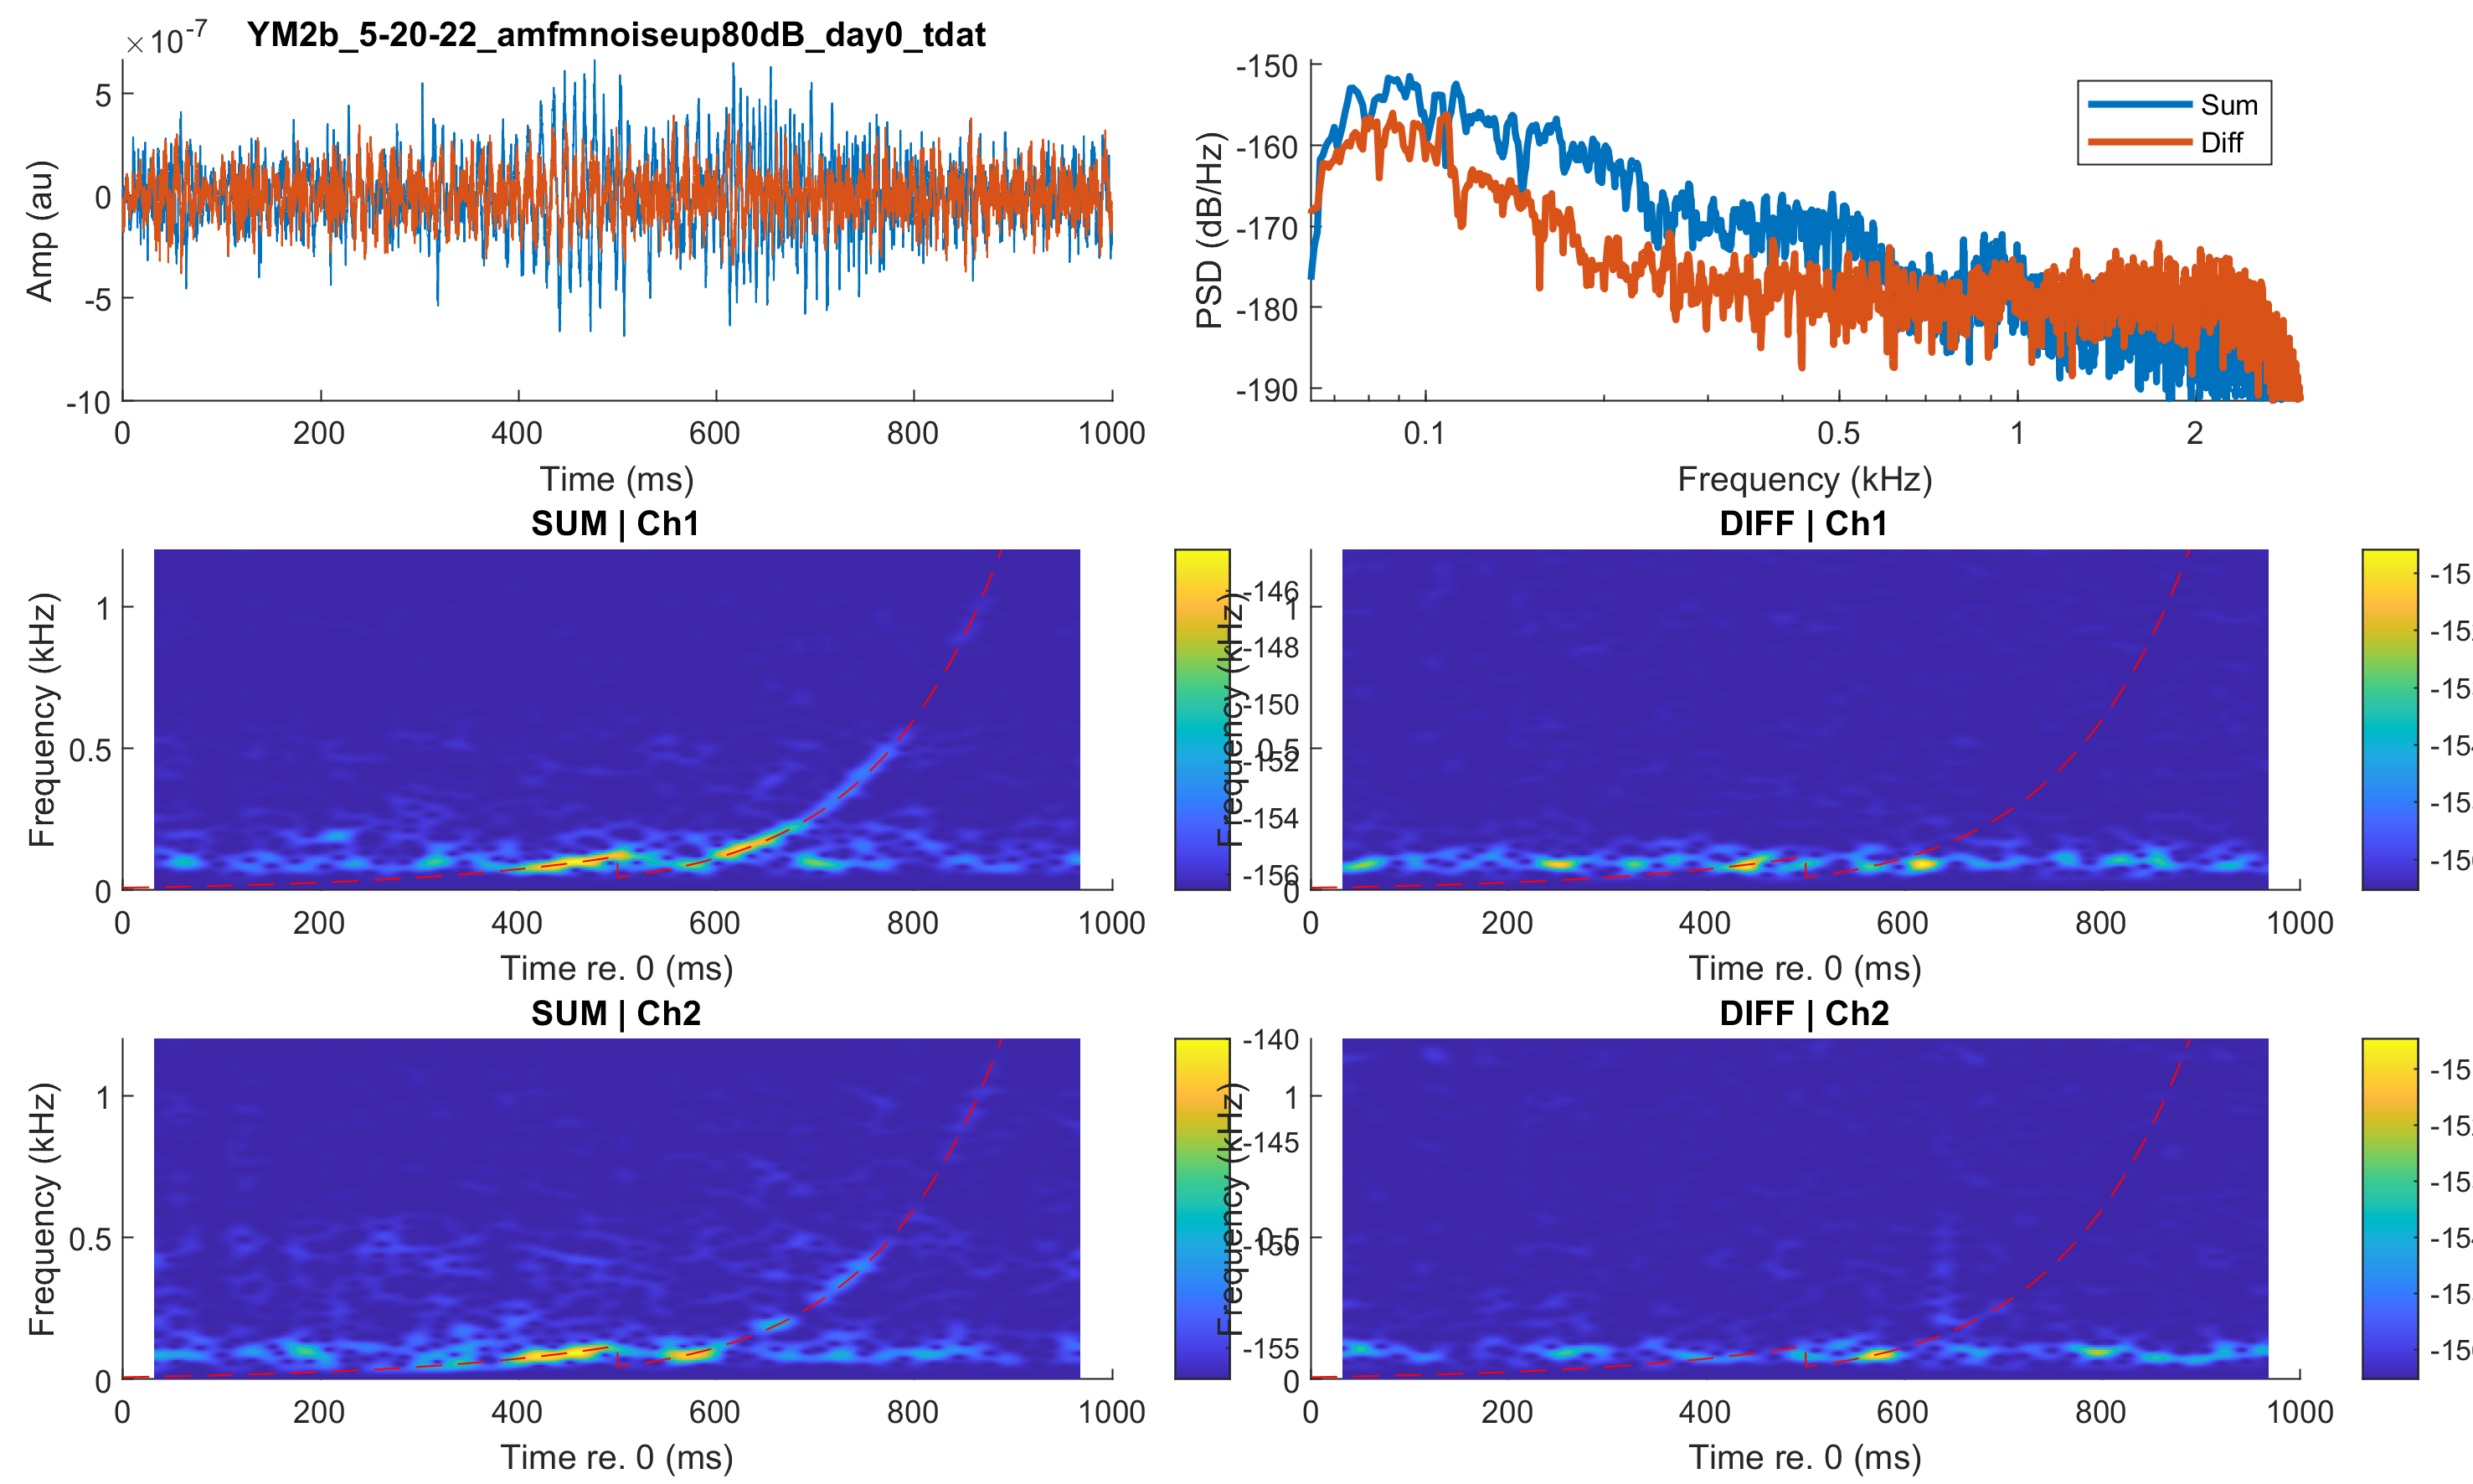 ×10-7
YM2b_5-20-22_amfmnoiseup80dB_day0_tdat
5
0
-5
-10
Amp (au)
0 200 400 600 800 1000
Time (ms)
-150
-160
-170
-180
-190
PSD (dB/Hz)
Sum
Diff
0.1 0.5 1 2
Frequency (kHz)
SUM | Ch1
1
0.5
0
Frequency (kHz)
0 200 400 600 800 1000
Time re. 0 (ms)
-146
-148
-150
-152
-154
-156
DIFF | Ch1
1
0.5
0
Frequency (kHz)
0 200 400 600 800 1000
Time re. 0 (ms)
SUM | Ch2
1
0.5
0
Frequency (kHz)
0 200 400 600 800 1000
Time re. 0 (ms)
-140
-145
-150
-155
DIFF | Ch2
1
0.5
0
Frequency (kHz)
0 200 400 600 800 1000
Time re. 0 (ms)